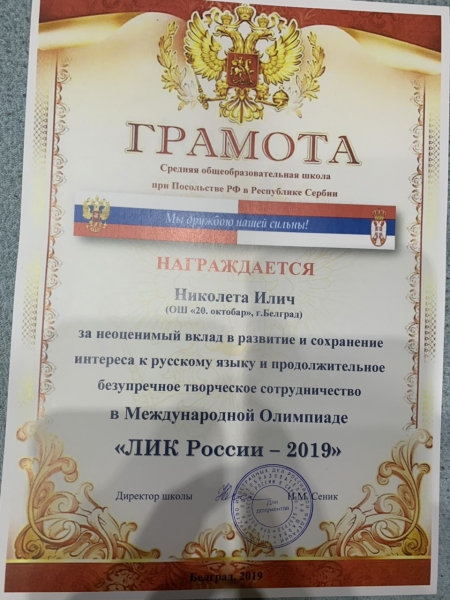 ГРАМОТА
Средняя общеобразовательная школа
при Посольстве РФ в Республике Сербии
Мы дружбою нашей сильны!
НАГРАЖДАЕТСЯ
Николета Илич
(ОШ «20. октобар», г.Белград)
за неоценимый вклад в развитие и сохранение
интереса к русскому языку и продолжительное
безупречное творческое сотрудничество
в Международной Олимпиаде
«ЛИК России – 2019»
Директор школы Н.М. Сеник
Для
документов
Белград, 2019